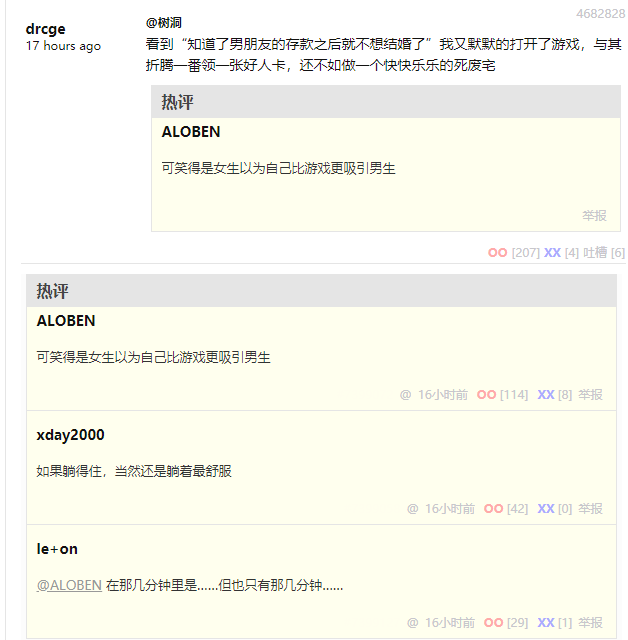 4682828
drcge
17 hours ago
@树洞
看到“知道了男朋友的存款之后就不想结婚了”我又默默的打开了游戏，与其
折腾一番领一张好人卡，还不如做一个快快乐乐的死废宅
热评
ALOBEN
可笑得是女生以为自己比游戏更吸引男生
举报
OO [207] XX [4] 吐槽 [6]
热评
ALOBEN
可笑得是女生以为自己比游戏更吸引男生
@ 16小时前 OO [114] XX [8] 举报
xday2000
如果躺得住，当然还是躺着最舒服
@ 16小时前 OO [42] XX [0] 举报
le+on
@ALOBEN 在那几分钟里是……但也只有那几分钟……
@ 16小时前 OO [29] XX [1] 举报